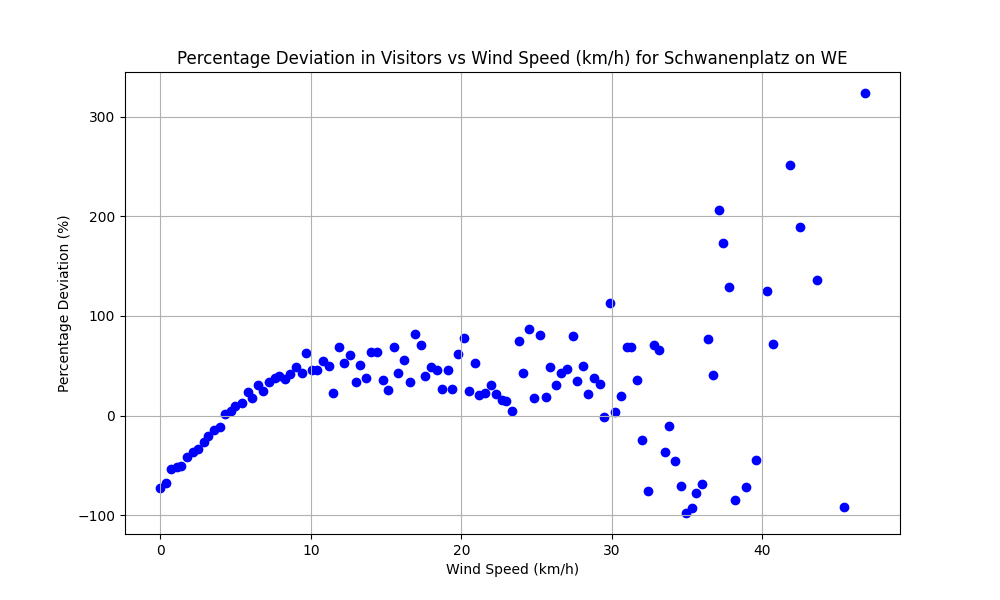 Percentage Deviation in Visitors vs Wind Speed (km/h) for Schwanenplatz on WE
Percentage Deviation (%)
300
200
100
0
−100
0 10 20 30 40
Wind Speed (km/h)